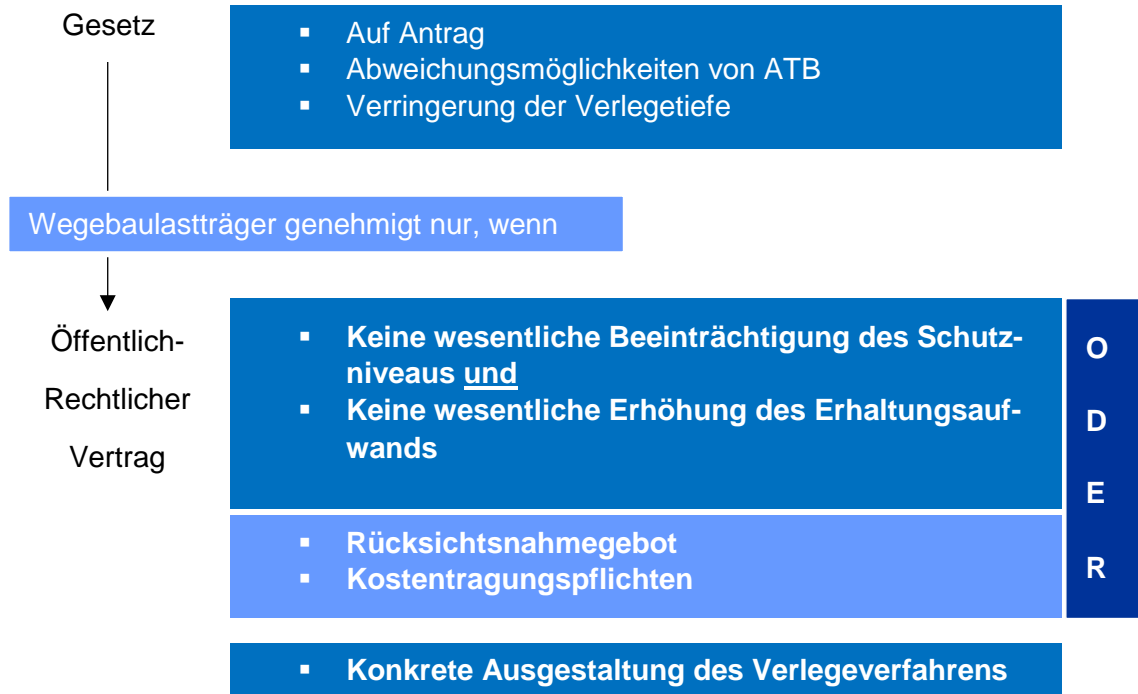 Gesetz
▪ Auf Antrag
▪ Abweichungsmöglichkeiten von ATB
▪ Verringerung der Verlegetiefe
Wegebaulastträger genehmigt nur, wenn
Öffentlich-
Rechtlicher
Vertrag
▪ Keine wesentliche Beeinträchtigung des Schutz-
niveaus und
▪ Keine wesentliche Erhöhung des Erhaltungsauf-
wands
O
D
E
R
▪ Rücksichtsnahmegebot
▪ Kostentragungspflichten
▪ Konkrete Ausgestaltung des Verlegeverfahrens